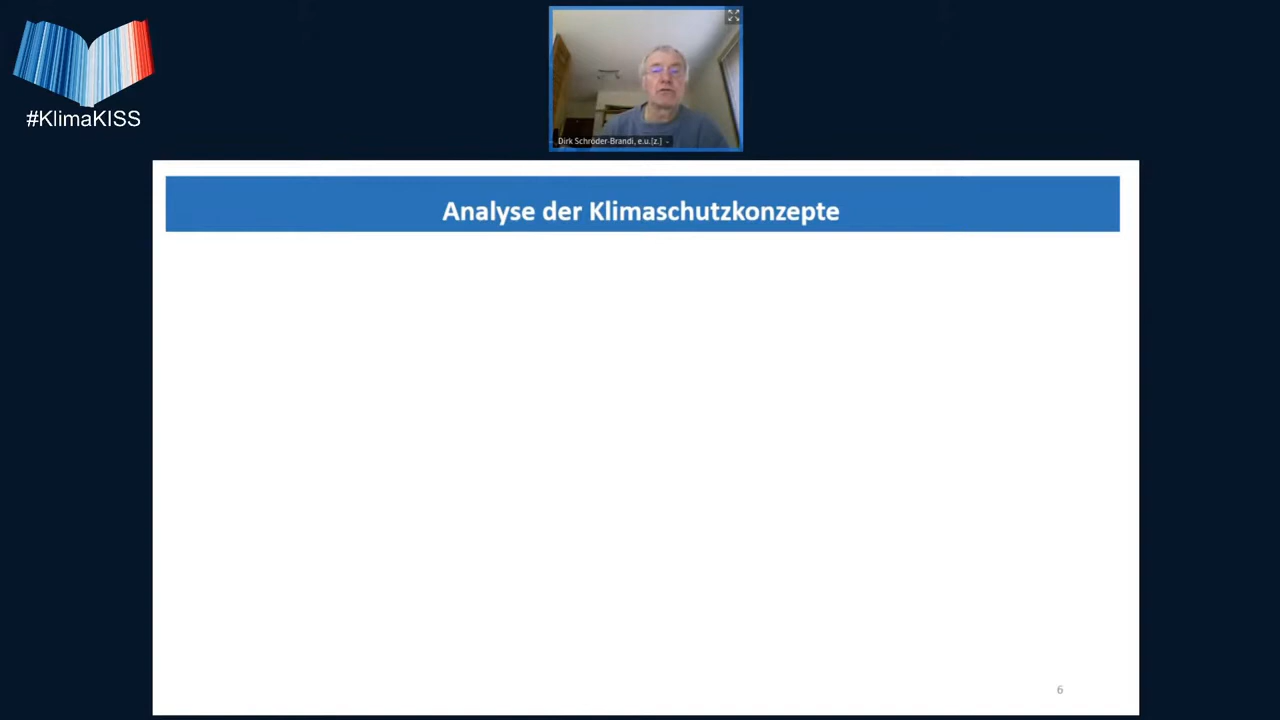 #KlimaKISS
Dirk Schröder-Brandi, e.u.[z.]
Analyse der Klimaschutzkonzepte
6